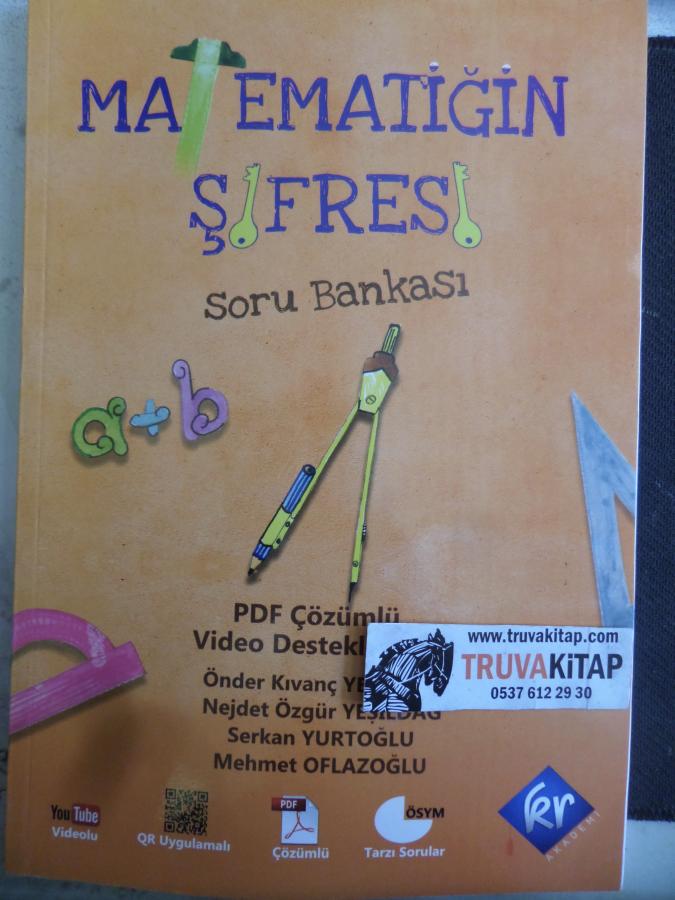 MATEMATİĞİN
ŞİFRESİ
Soru Bankası
a+b
PDF Çözümlü
Video
www.truvakitap.com
TRUVAKİTAP
0537 612 29 30
Önder Kıvanç
Nejdet Özgür YEŞİLDAĞ
Serkan YURTOĞLU
Mehmet OFLAZOĞLU
YouTube
Videolu
QR Uygulamalı
PDF
Çözümlü
ÖSYM
Tarzı Sorular
kr
AKADEMİ